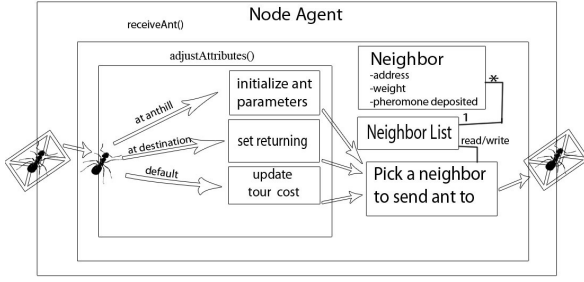 Node Agent
receiveAnt()
adjustAttributes()
Neighbor
-address
-weight
-pheromone deposited
*
1
at anthill
initialize ant
parameters
Neighbor List
read/write
at destination
set returning
default
update
tour cost
Pick a neighbor
to send ant to